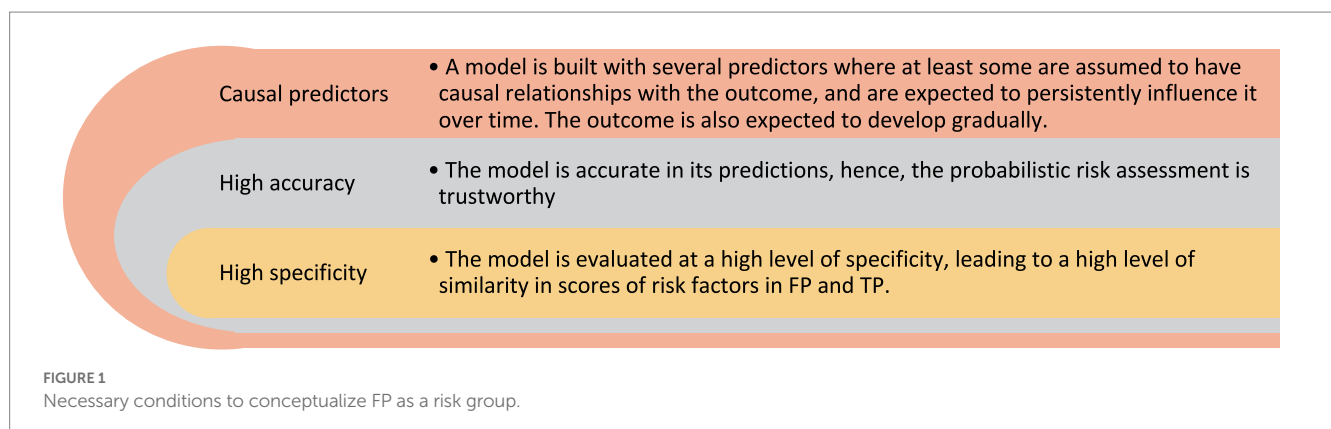 Causal predictors
• A model is built with several predictors where at least some are assumed to have
causal relationships with the outcome, and are expected to persistently influence it
over time. The outcome is also expected to develop gradually.
High accuracy
• The model is accurate in its predictions, hence, the probabilistic risk assessment is
trustworthy
High specificity
• The model is evaluated at a high level of specificity, leading to a high level of
similarity in scores of risk factors in FP and TP.
FIGURE 1
Necessary conditions to conceptualize FP as a risk group.